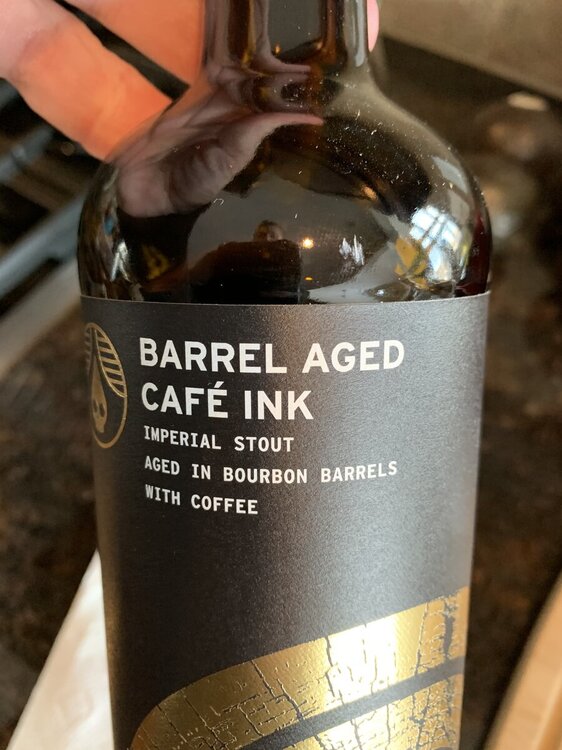 BARREL AGED
CAFÉ INK
IMPERIAL STOUT
AGED IN BOURBON BARRELS
WITH COFFEE